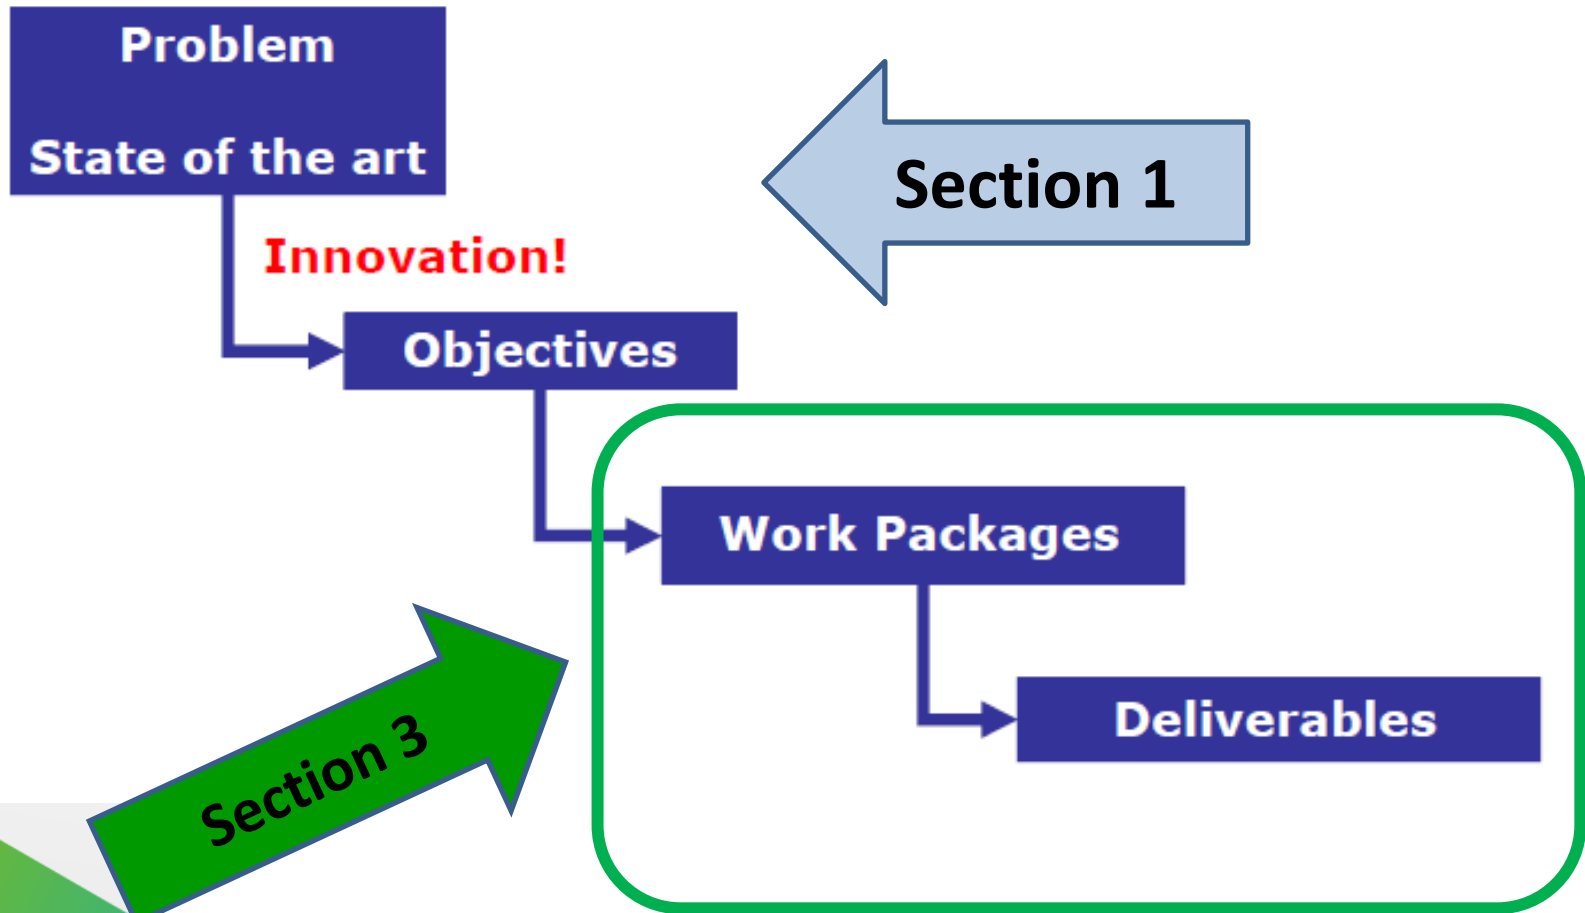 Problem
State of the art
Section 1
Innovation!
Objectives
Work Packages
Section 3
Deliverables